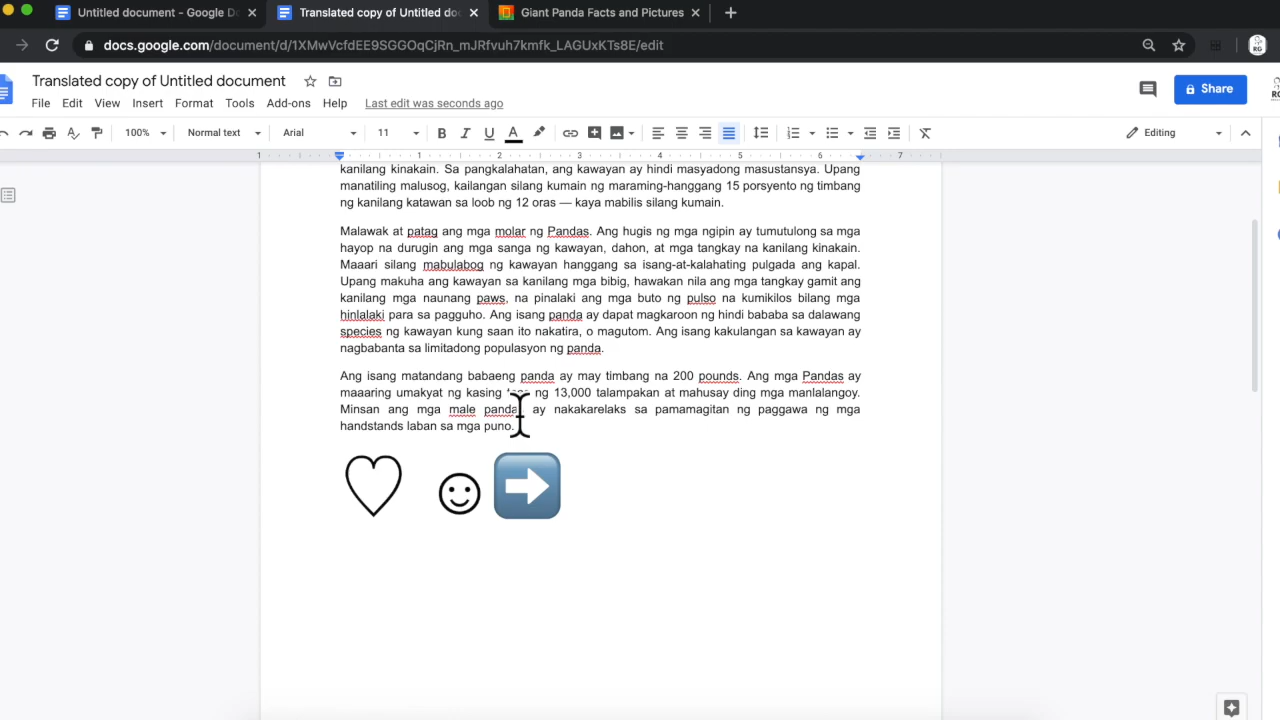 Untitled document - Google D
Translated copy of Untitled do
Giant Panda Facts and Pictures
docs.google.com/document/d/1XMwVcfdEE9SGGOqCjRn_mJRfvuh7kmfk_LAGUxKTs8E/edit
RG
Translated copy of Untitled document
Share
File Edit View Insert Format Tools Add-ons Help Last edit was seconds ago
100% Normal text Arial 11 B I U A Editing
1 1 2 3 4 5 6 7
kanilang kinakain. Sa pangkalahatan, ang kawayan ay hindi masyadong masustansya. Upang
manatiling malusog, kailangan silang kumain ng maraming-hanggang 15 porsyento ng timbang
ng kanilang katawan sa loob ng 12 oras — kaya mabilis silang kumain.
Malawak at patag ang mga molar ng Pandas. Ang hugis ng mga ngipin ay tumutulong sa mga
hayop na durugin ang mga sanga ng kawayan, dahon, at mga tangkay na kanilang kinakain.
Maaari silang mabulabog ng kawayan hanggang sa isang-at-kalahating pulgada ang kapal.
Upang makuha ang kawayan sa kanilang mga bibig, hawakan nila ang mga tangkay gamit ang
kanilang mga naunang paws, na pinalaki ang mga buto ng pulso na kumikilos bilang mga
hinlalaki para sa pagguho. Ang isang panda ay dapat magkaroon ng hindi bababa sa dalawang
species ng kawayan kung saan ito nakatira, o magutom. Ang isang kakulangan sa kawayan ay
nagbabanta sa limitadong populasyon ng panda.
Ang isang matandang babaeng panda ay may timbang na 200 pounds. Ang mga Pandas ay
maaaring umakyat ng kasing ng 13,000 talampakan at mahusay ding mga manlalangoy.
Minsan ang mga male panda ay nakakarelaks sa pamamagitan ng paggawa ng mga
handstands laban sa mga puno.